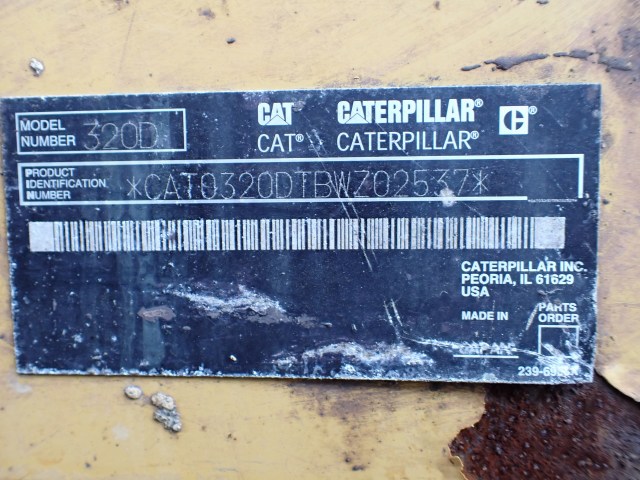 MODEL NUMBER 320D
CAT CATERPILLAR® C®
CAT® CATERPILLAR®
PRODUCT IDENTIFICATION NUMBER *CAT0320DTBWZ02537*
CATERPILLAR INC.
PEORIA, IL 61629
USA
MADE IN JAPAN
PARTS ORDER